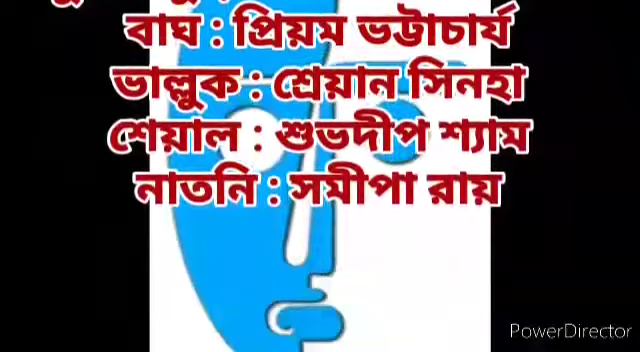 বাঘ : প্রিয়ম ভট্টাচার্য
ভাল্লুক : শ্রেয়ান সিনহা
শেয়াল : শুভদীপ শ্যাম
নাতনি : সমীপা রায়
PowerDirector